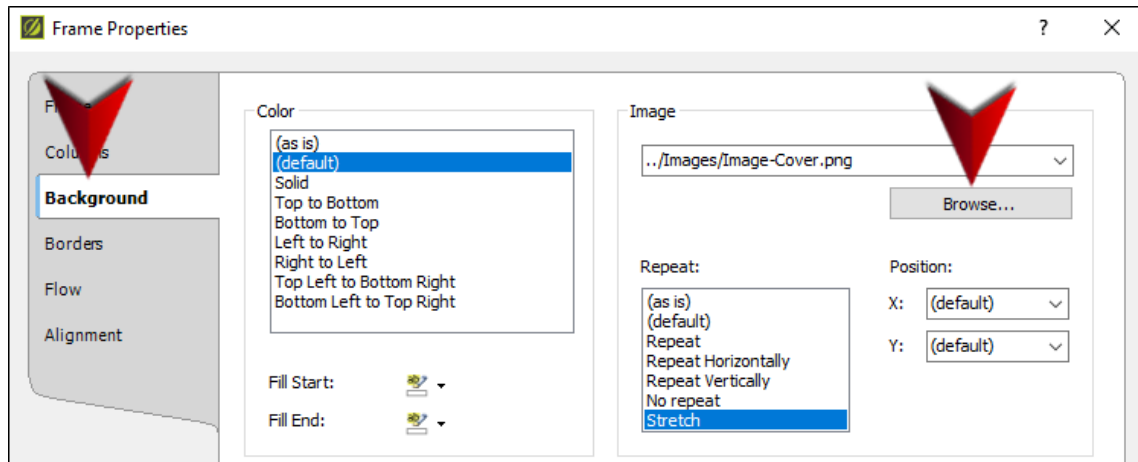 Frame Properties
?
Columns
Background
Borders
Flow
Alignment
Color
(as is)
(default)
Solid
Top to Bottom
Bottom to Top
Left to Right
Right to Left
Top Left to Bottom Right
Bottom Left to Top Right
Fill Start:
Fill End:
Image
../Images/Image-Cover.png
Browse...
Repeat:
(as is)
(default)
Repeat
Repeat Horizontally
Repeat Vertically
No repeat
Stretch
Position:
X: (default)
Y: (default)